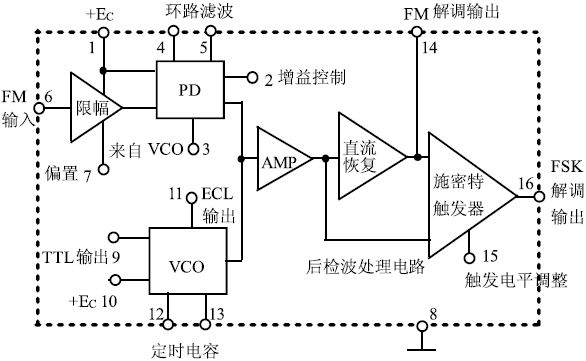 +EC
环路滤波
FM 解调输出
1
4
5
14
FM
输入
6
限幅
PD
2 增益控制
来自 VCO 3
偏置 7
AMP
直流
恢复
施密特
触发器
16
FSK
解调
输出
11
ECL
输出
TTL 输出 9
VCO
后检波处理电路
15
触发电平调整
+EC 10
12
13
8
定时电容